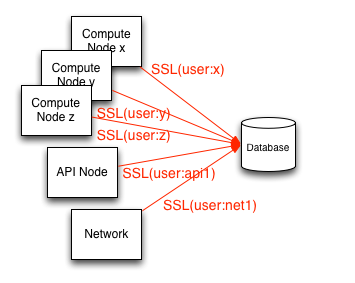 Compute
Node x
Compute
Node y
Compute
Node z
API Node
Network
SSL(user:x)
SSL(user:y)
SSL(user:z)
SSL(user:api1)
SSL(user:net1)
Database